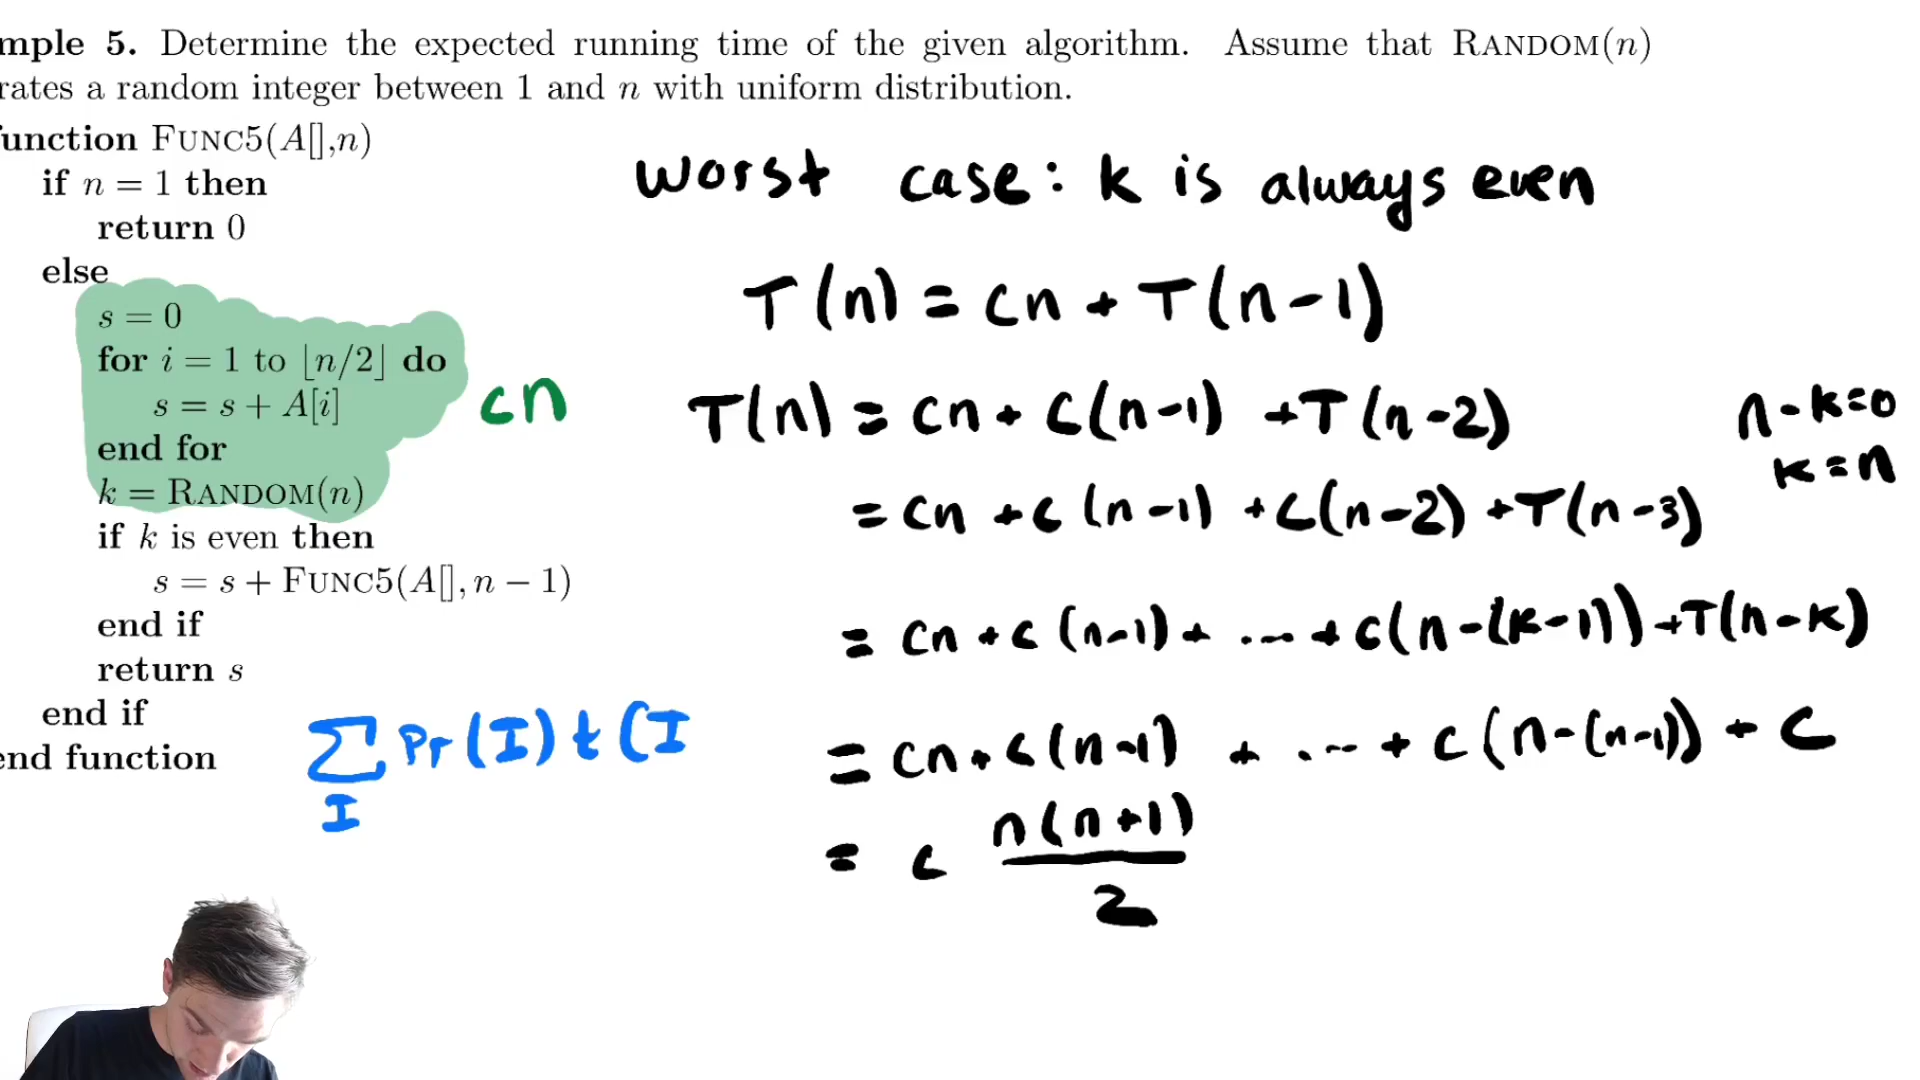 mple 5. Determine the expected running time of the given algorithm. Assume that RANDOM(n)
rates a random integer between 1 and n with uniform distribution.
function FUNC5(A[],n)
if n = 1 then
return 0
else
s = 0
for i = 1 to ⌊n/2⌋ do
s = s + A[i]
end for
k = RANDOM(n)
if k is even then
s = s + FUNC5(A[], n − 1)
end if
return s
end if
end function
cn
∑ Pr(I) t(I
I
worst case: k is always even
T(n) = cn + T(n-1)
T(n) = cn + c(n-1) + T(n-2)
= cn + c(n-1) + c(n-2) + T(n-3)
= cn + c(n-1) + ... + c(n-(k-1)) + T(n-k)
= cn + c(n-1) + ... + c(n-(n-1)) + c
= c n(n+1)
2
n-k=0
k=n